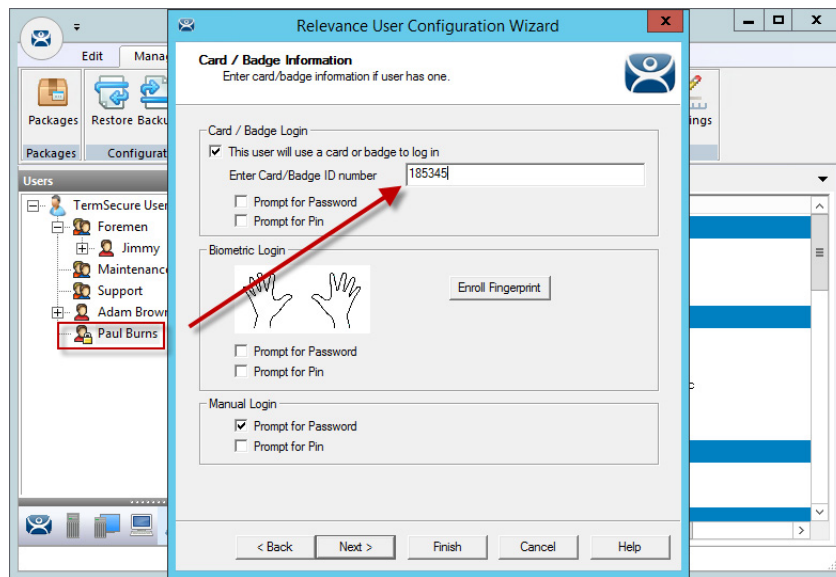 Relevance User Configuration Wizard
x
x
Edit
Mana
Packages
Restore
Backu
ings
Packages
Configurat
Users
TermSecure User
Foremen
Jimmy
Maintenance
Support
Adam Brown
Paul Burns
Card / Badge Information
Enter card/badge information if user has one.
Card / Badge Login
This user will use a card or badge to log in
Enter Card/Badge ID number 185345
Prompt for Password
Prompt for Pin
Biometric Login
Enroll Fingerprint
Prompt for Password
Prompt for Pin
Manual Login
Prompt for Password
Prompt for Pin
< Back Next > Finish Cancel Help